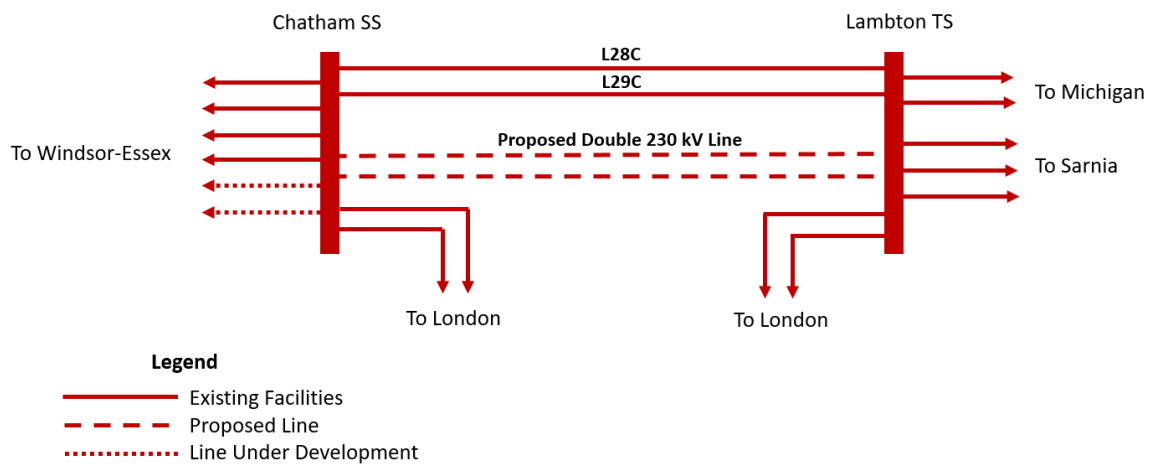 Chatham SS
Lambton TS
L28C
L29C
To Michigan
Proposed Double 230 kV Line
To Windsor-Essex
To Sarnia
To London
To London
Legend
Existing Facilities
Proposed Line
Line Under Development